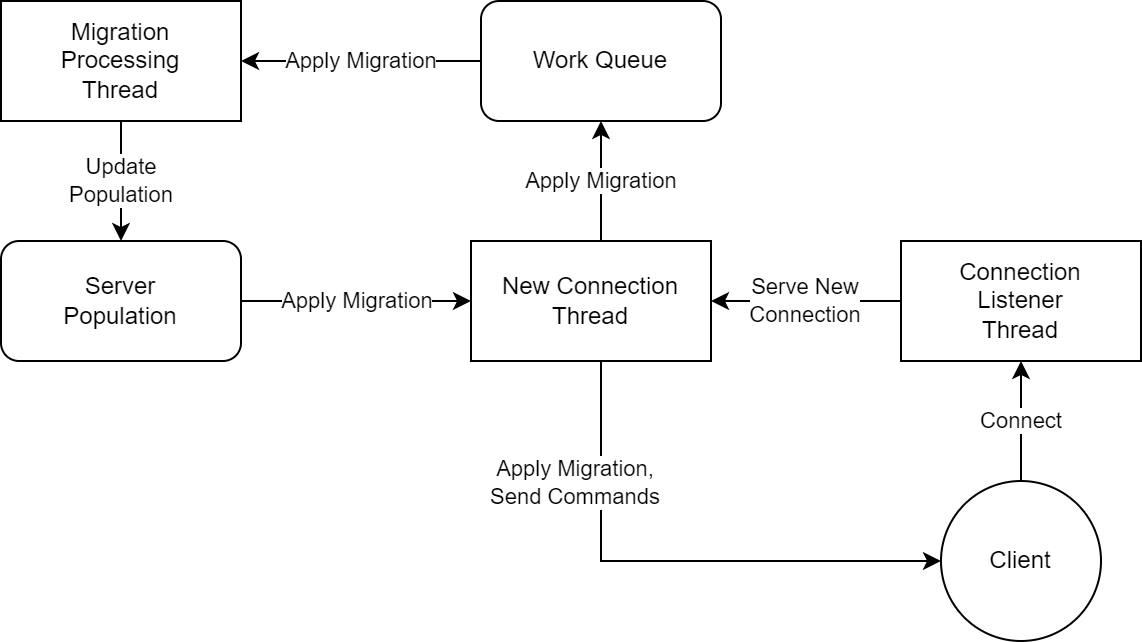 Migration
Processing
Thread
Apply Migration
Work Queue
Update
Population
Apply Migration
Server
Population
Apply Migration
New Connection
Thread
Serve New
Connection
Connection
Listener
Thread
Connect
Apply Migration,
Send Commands
Client